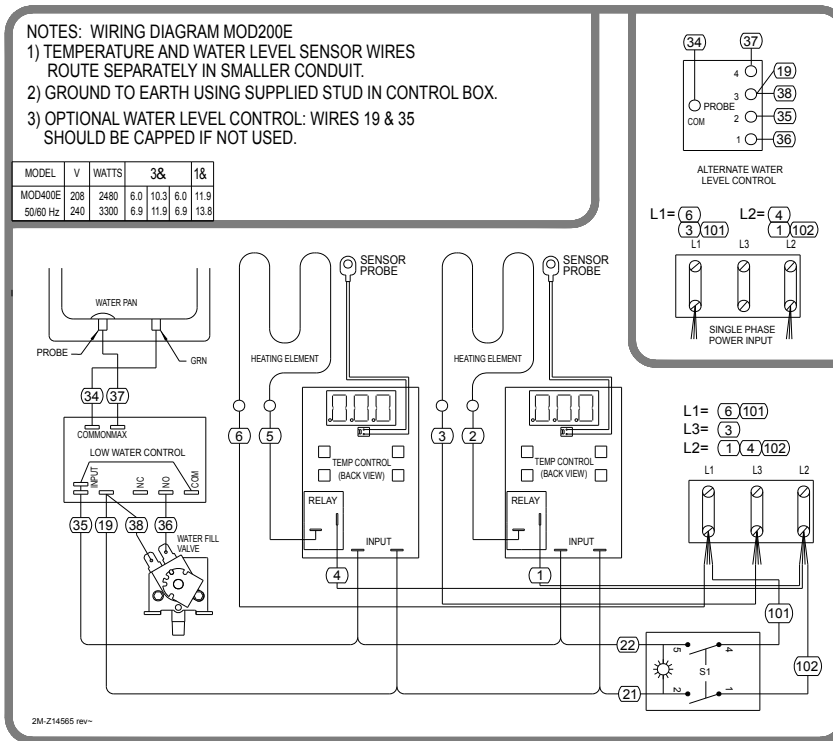 NOTES: WIRING DIAGRAM MOD200E
1) TEMPERATURE AND WATER LEVEL SENSOR WIRES
ROUTE SEPARATELY IN SMALLER CONDUIT.
2) GROUND TO EARTH USING SUPPLIED STUD IN CONTROL BOX.
3) OPTIONAL WATER LEVEL CONTROL: WIRES 19 & 35
SHOULD BE CAPPED IF NOT USED.
MODEL V WATTS 3& 1&
MOD400E 208 2480 6.0 10.3 6.0 11.9
50/60 Hz 240 3300 6.9 11.9 6.9 13.8
34 37
4 19
3 38
PROBE
COM 2 35
1 36
ALTERNATE WATER
LEVEL CONTROL
L1= 6 L2= 4
3 101 1 102
L1 L3 L2
SINGLE PHASE
POWER INPUT
WATER PAN
PROBE
GRN
34 37
COMMON MAX
LOW WATER CONTROL
INPUT NC NO COM
35 19 38 36
WATER FILL
VALVE
SENSOR
PROBE
HEATING ELEMENT
6 5
TEMP CONTROL
(BACK VIEW)
RELAY
INPUT
4
SENSOR
PROBE
HEATING ELEMENT
3 2
TEMP CONTROL
(BACK VIEW)
RELAY
INPUT
1
L1= 6 101
L3= 3
L2= 1 4 102
L1 L3 L2
101
22
5 4
S1
102
21
2 1
2M-Z14565 rev~